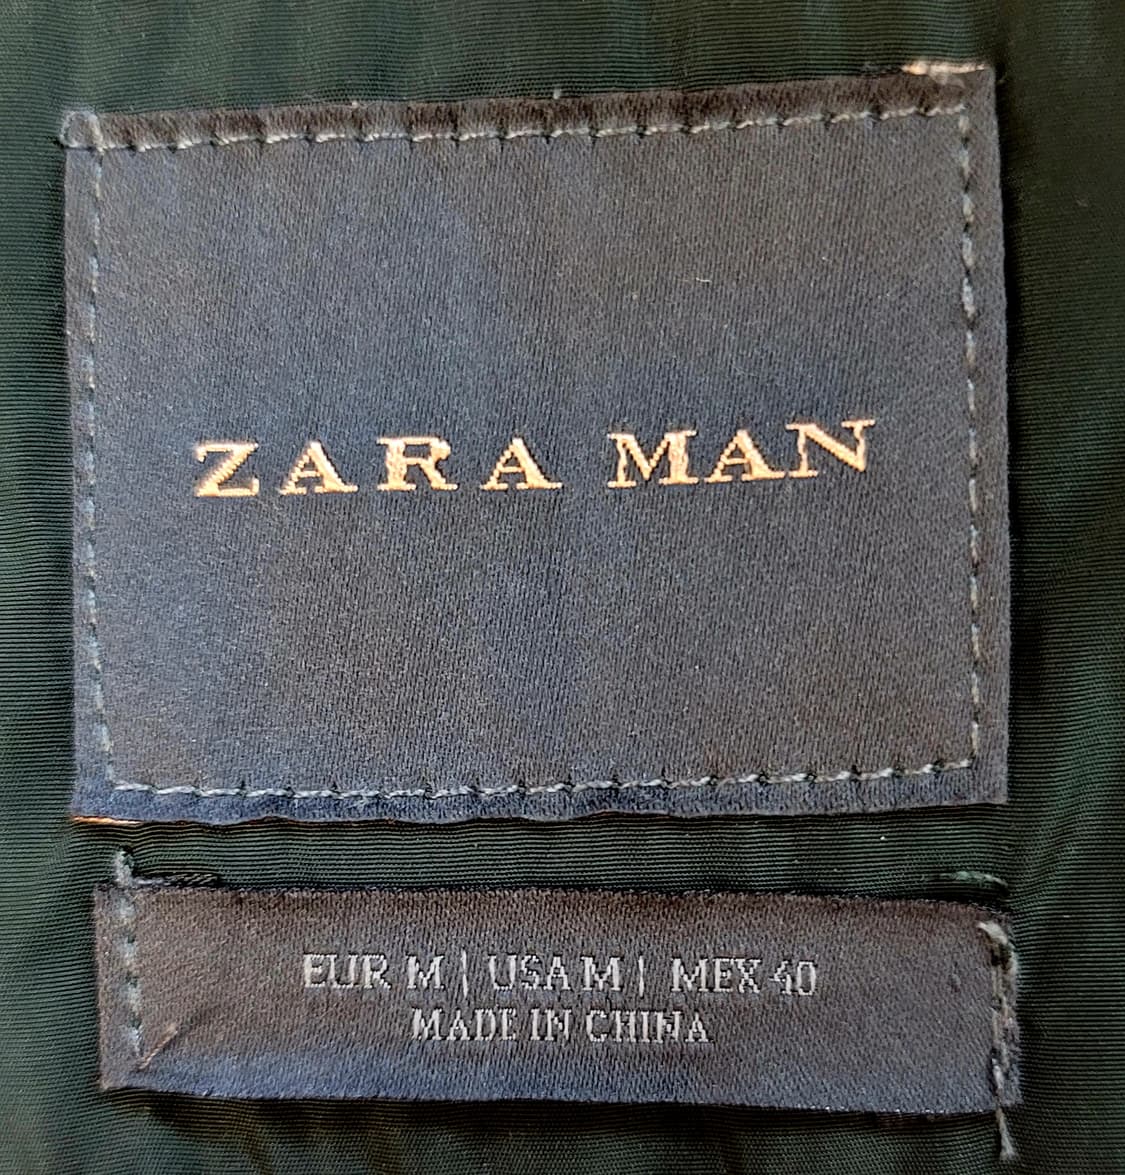 ZARA MAN
EUR M | USA M | MEX 40
MADE IN CHINA